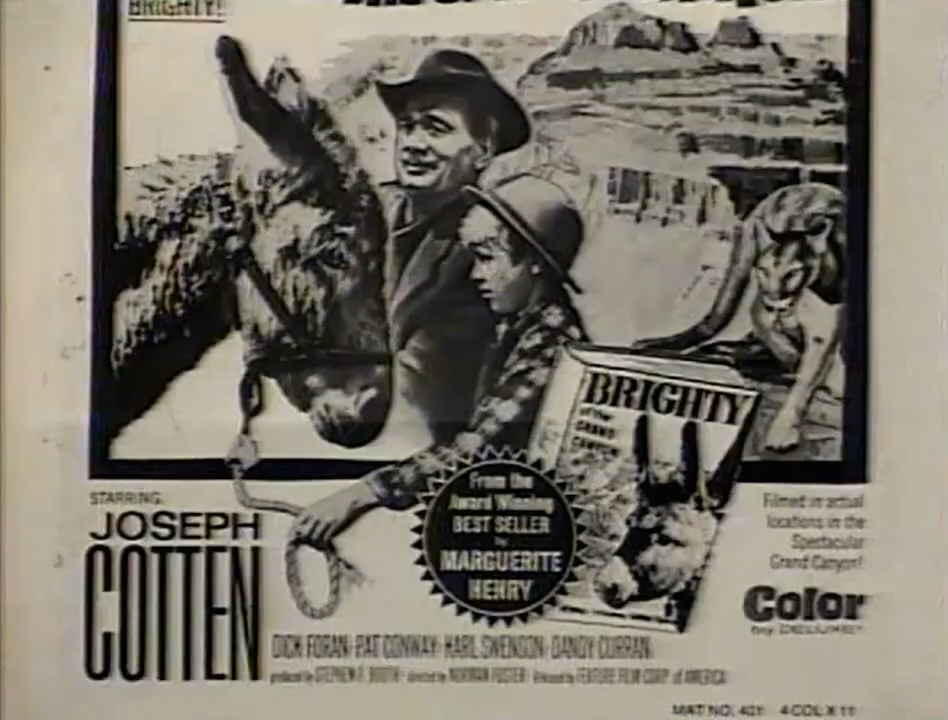 BRIGHTY!
BRIGHTY
of the
GRAND
CANYON
From the
Award Winning
BEST SELLER
by
MARGUERITE
HENRY
STARRING
JOSEPH
COTTEN
Filmed in actual
locations in the
Spectacular
Grand Canyon!
Color
by DELUXE
DICK FORAN · PAT CONWAY · KARL SWENSON · DANDY CURRAN
produced by STEPHEN F. BOOTH · directed by NORMAN FOSTER · Released by FEATURE FILM CORP. of AMERICA
MAT NO. 401 4 COL X 11